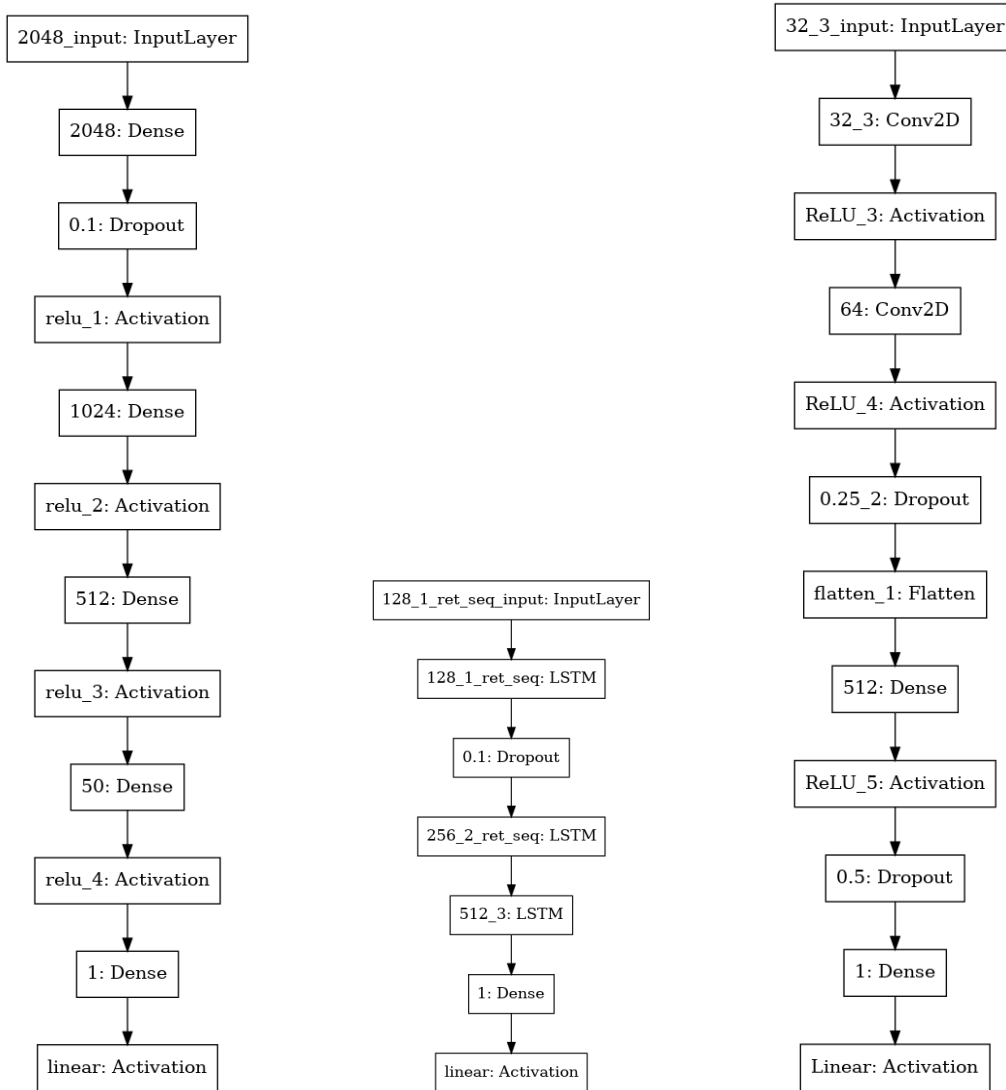 2048_input: InputLayer
2048: Dense
0.1: Dropout
relu_1: Activation
1024: Dense
relu_2: Activation
512: Dense
relu_3: Activation
50: Dense
relu_4: Activation
1: Dense
linear: Activation
128_1_ret_seq_input: InputLayer
128_1_ret_seq: LSTM
0.1: Dropout
256_2_ret_seq: LSTM
512_3: LSTM
1: Dense
linear: Activation
32_3_input: InputLayer
32_3: Conv2D
ReLU_3: Activation
64: Conv2D
ReLU_4: Activation
0.25_2: Dropout
flatten_1: Flatten
512: Dense
ReLU_5: Activation
0.5: Dropout
1: Dense
Linear: Activation